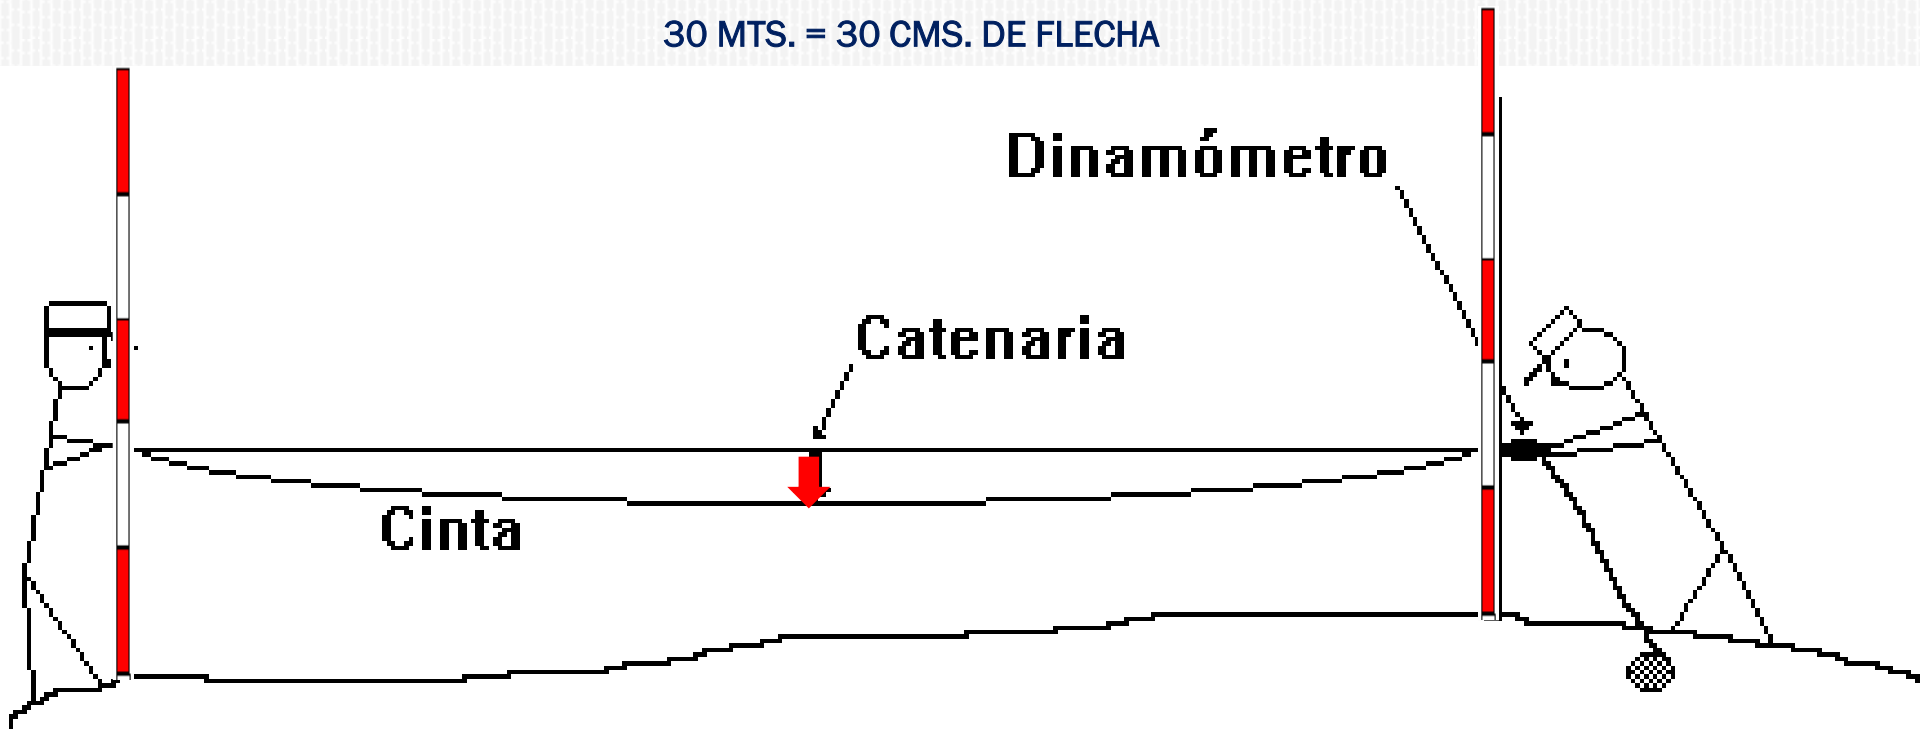 30 MTS. = 30 CMS. DE FLECHA
Dinamómetro
Catenaria
Cinta